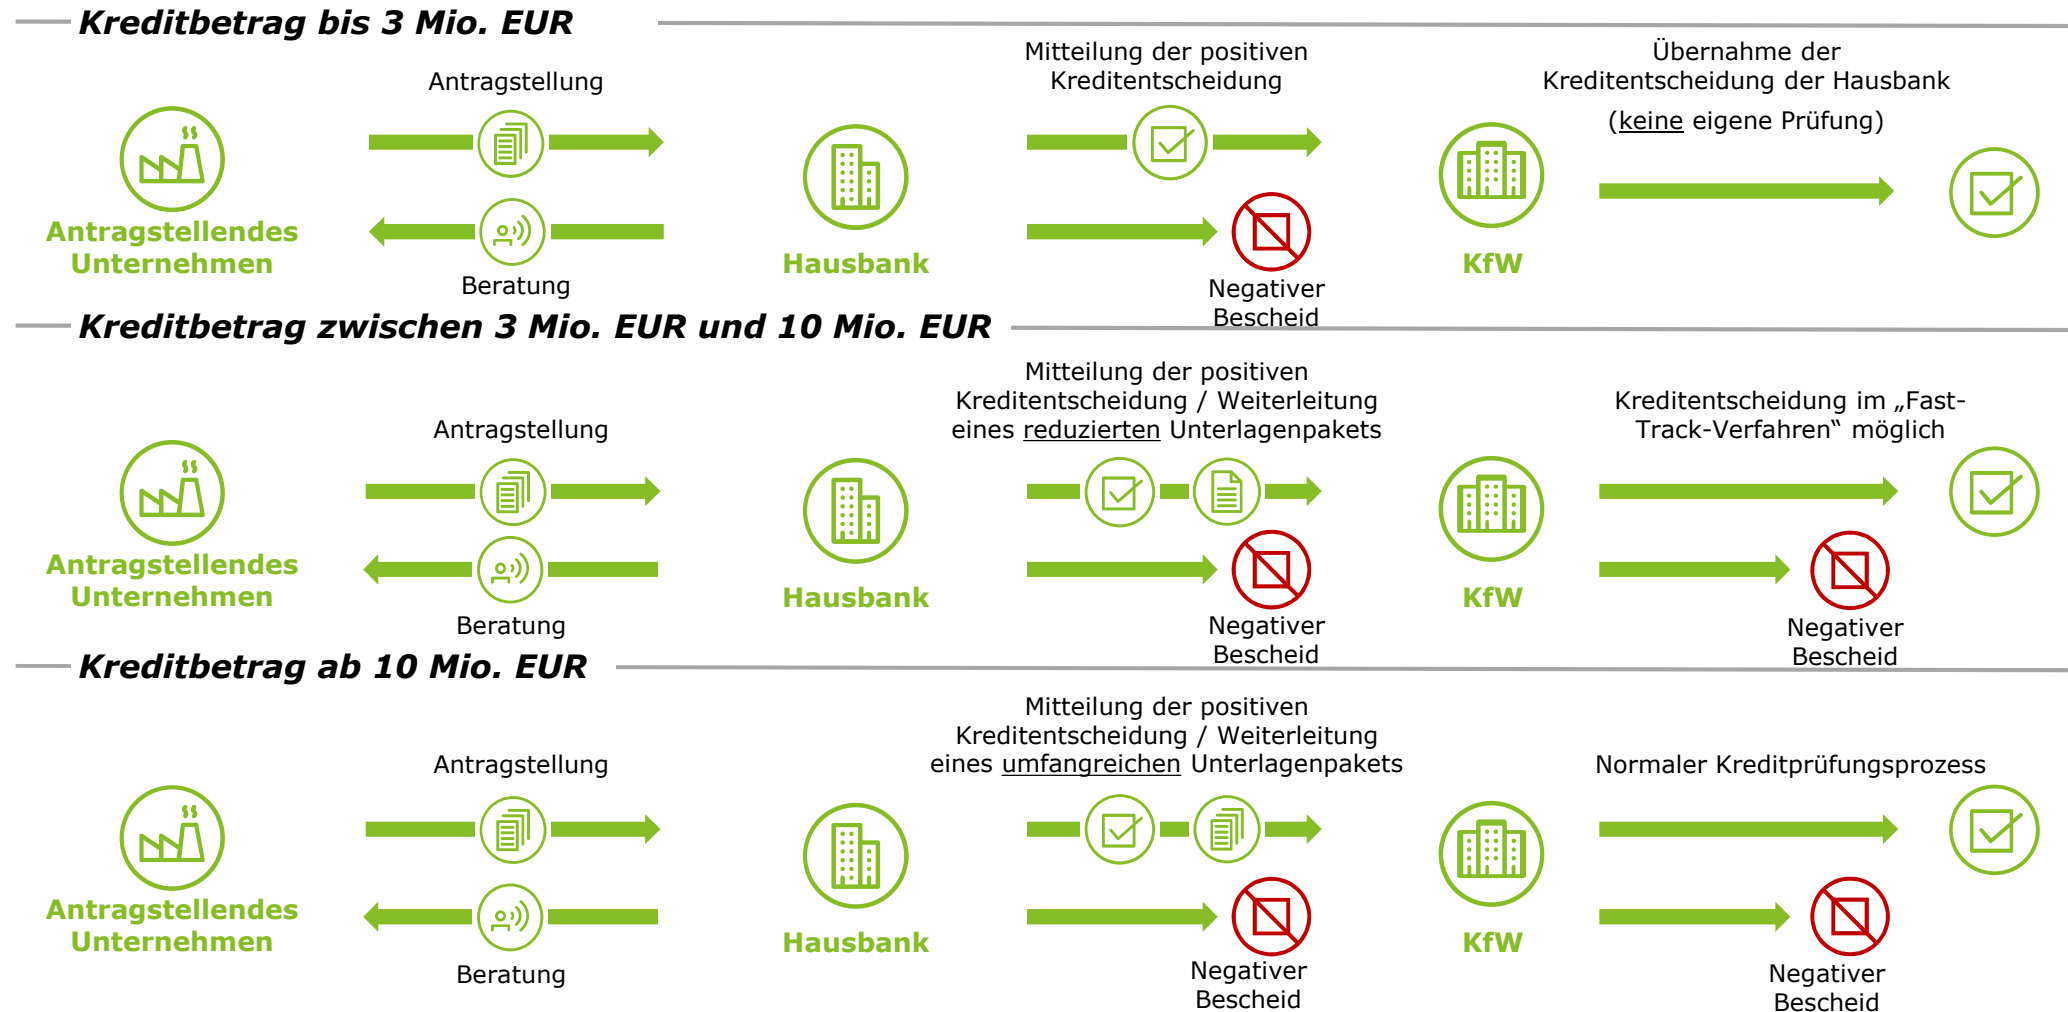 Kreditbetrag bis 3 Mio. EUR
Antragstellung
Mitteilung der positiven
Kreditentscheidung
Übernahme der
Kreditentscheidung der Hausbank
(keine eigene Prüfung)
Antragstellendes
Unternehmen
Beratung
Hausbank
Negativer
Bescheid
KfW
Kreditbetrag zwischen 3 Mio. EUR und 10 Mio. EUR
Antragstellung
Mitteilung der positiven
Kreditentscheidung / Weiterleitung
eines reduzierten Unterlagenpakets
Kreditentscheidung im „Fast-
Track-Verfahren“ möglich
Antragstellendes
Unternehmen
Beratung
Hausbank
Negativer
Bescheid
KfW
Negativer
Bescheid
Kreditbetrag ab 10 Mio. EUR
Antragstellung
Mitteilung der positiven
Kreditentscheidung / Weiterleitung
eines umfangreichen Unterlagenpakets
Normaler Kreditprüfungsprozess
Antragstellendes
Unternehmen
Beratung
Hausbank
Negativer
Bescheid
KfW
Negativer
Bescheid